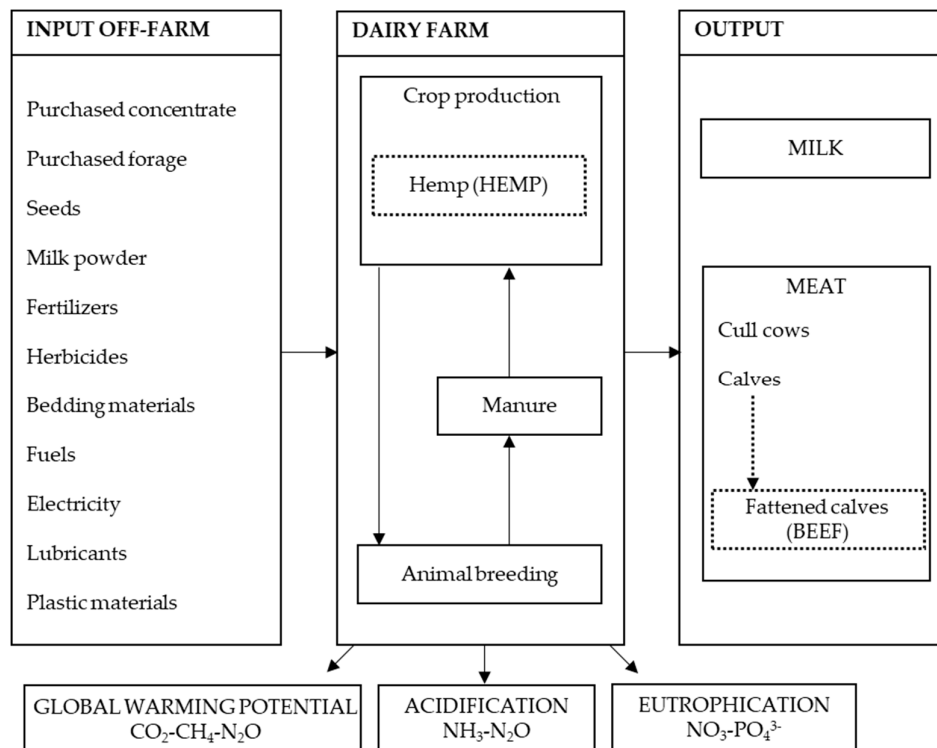 INPUT OFF-FARM
Purchased concentrate
Purchased forage
Seeds
Milk powder
Fertilizers
Herbicides
Bedding materials
Fuels
Electricity
Lubricants
Plastic materials
DAIRY FARM
Crop production
Hemp (HEMP)
Manure
Animal breeding
OUTPUT
MILK
MEAT
Cull cows
Calves
Fattened calves
(BEEF)
GLOBAL WARMING POTENTIAL
CO₂-CH₄-N₂O
ACIDIFICATION
NH₃-N₂O
EUTROPHICATION
NO₃-PO₄³⁻